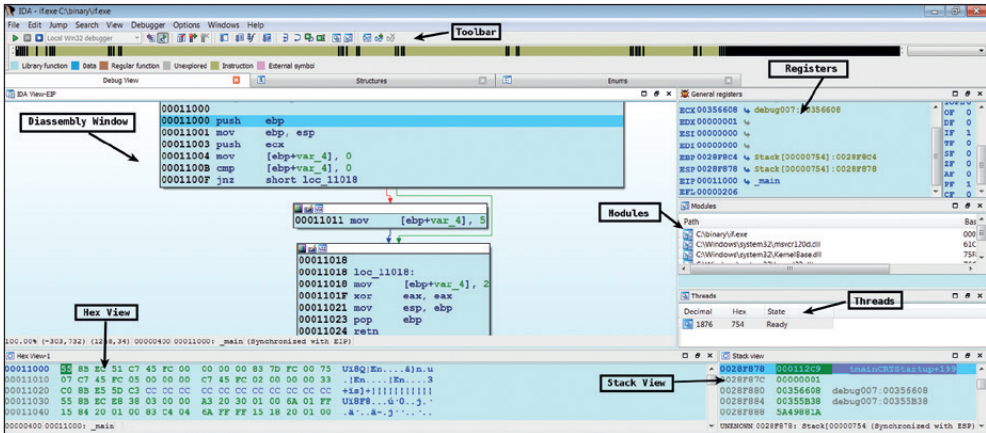 IDA - if.exe C:\binary\if.exe
File Edit Jump Search View Debugger Options Windows Help
Local Win32 debugger
Toolbar
Library function Data Regular function Unexplored Instruction External symbol
Debug View Structures Enums
Registers
IDA View-EIP
General registers
Disassembly Window
00011000
00011000 push ebp
00011001 mov ebp, esp
00011003 push ecx
00011004 mov [ebp+var_4], 0
0001100B cmp [ebp+var_4], 0
0001100F jnz short loc_11018
00011011 mov [ebp+var_4], 5
00011018
00011018 loc_11018:
00011018 mov [ebp+var_4], 2
0001101F xor eax, eax
00011021 mov esp, ebp
00011023 pop ebp
00011024 retn
100.00% (-303,732) (1258,34) 00000400 00011000: _main (Synchronized with EIP)
ECX 00356608 debug007:00356608
EDX 00000001
ESI 00000000
EDI 00000000
EBP 0028F8C4 Stack[00000754]:0028F8C4
ESP 0028F878 Stack[00000754]:0028F878
EIP 00011000 _main
EFL 00000206
OF 0
DF 0
IF 1
TF 0
SF 0
ZF 0
AF 0
PF 1
CF 0
Modules
Modules
Path Bas
C:\binary\if.exe 000
C:\Windows\system32\msvcr120d.dll 61C
C:\Windows\system32\KernelBase.dll 75F
Threads
Threads
Decimal Hex State
1876 754 Ready
Hex View
Hex View-1
00011000 55 8B EC 51 C7 45 FC 00 00 00 00 83 7D FC 00 75
00011010 07 C7 45 FC 05 00 00 00 C7 45 FC 02 00 00 00 33
00011020 C0 8B E5 5D C3 CC CC CC CC CC CC CC CC CC CC CC
00011030 55 8B EC E8 38 03 00 00 A3 20 30 01 00 6A 01 FF
00011040 15 84 20 01 00 83 C4 04 6A FF FF 15 18 20 01 00
00000400 00011000: _main
Stack View
Stack view
0028F878 000112C9 tmainCRTStartup+199
0028F87C 00000001
0028F880 00356608 debug007:00356608
0028F884 00355B38 debug007:00355B38
0028F888 5A49881A
UNKNOWN 0028F878: Stack[00000754 (Synchronized with ESP)